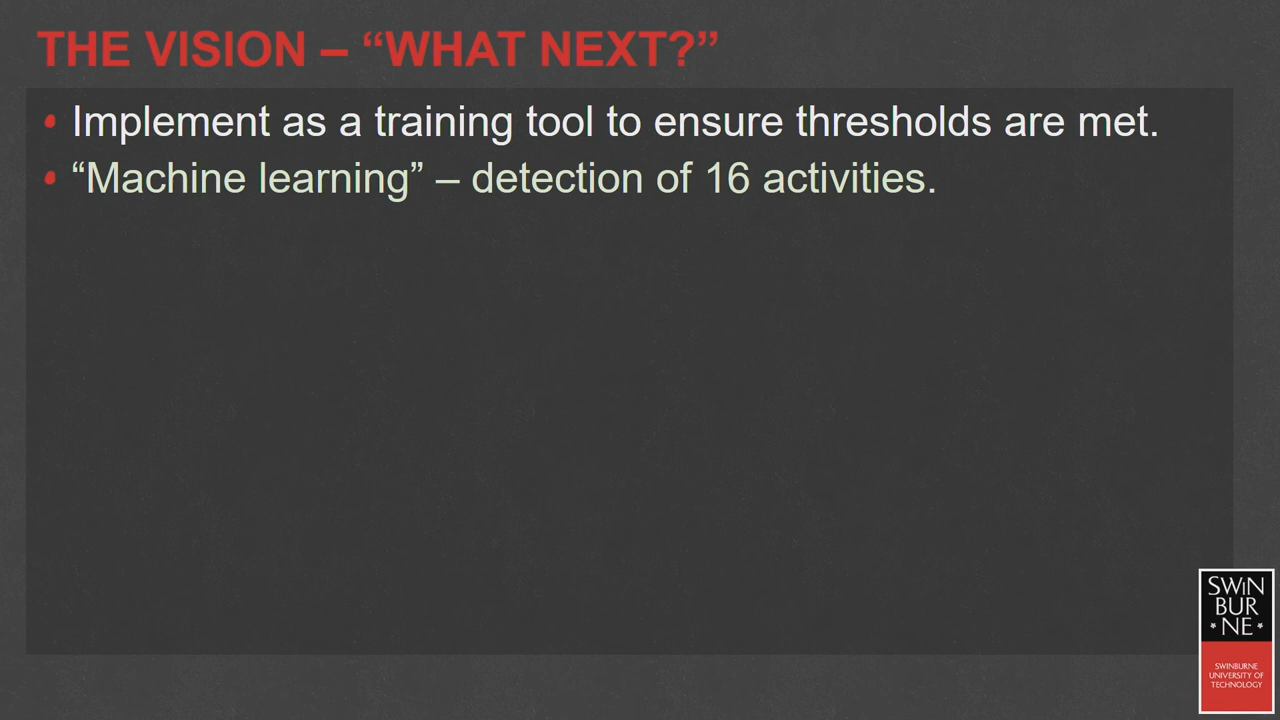 THE VISION – “WHAT NEXT?”
• Implement as a training tool to ensure thresholds are met.
• “Machine learning” – detection of 16 activities.
SWIN
BUR
* NE *
SWINBURNE
UNIVERSITY OF
TECHNOLOGY